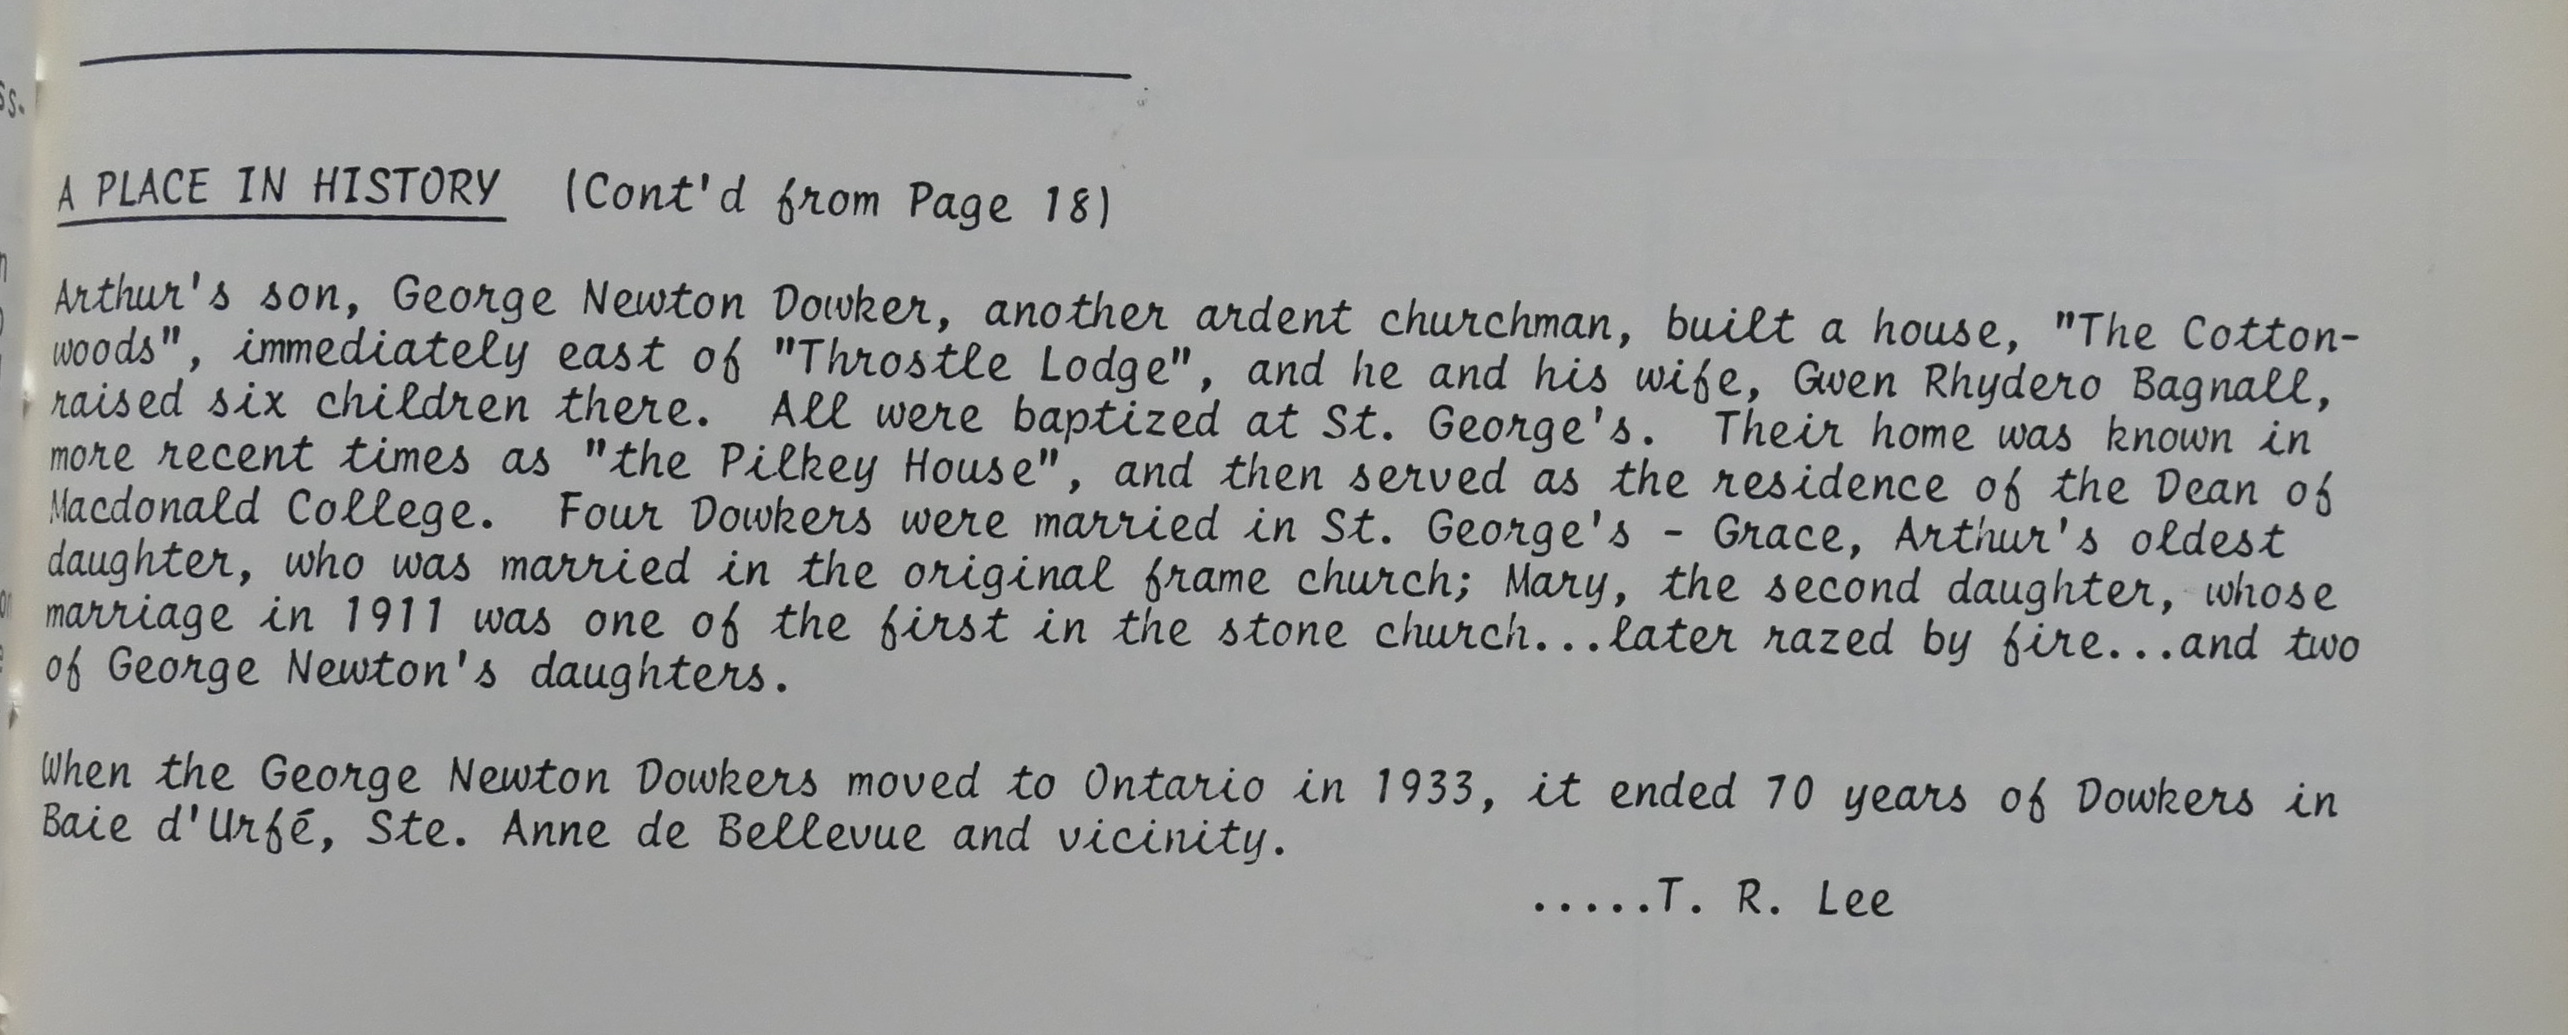 A PLACE IN HISTORY (Cont'd from Page 18)
Arthur's son, George Newton Dowker, another ardent churchman, built a house, "The Cotton-
woods", immediately east of "Throstle Lodge", and he and his wife, Gwen Rhydero Bagnall,
raised six children there. All were baptized at St. George's. Their home was known in
more recent times as "the Pilkey House", and then served as the residence of the Dean of
Macdonald College. Four Dowkers were married in St. George's - Grace, Arthur's oldest
daughter, who was married in the original frame church; Mary, the second daughter, whose
marriage in 1911 was one of the first in the stone church...later razed by fire...and two
of George Newton's daughters.
When the George Newton Dowkers moved to Ontario in 1933, it ended 70 years of Dowkers in
Baie d'Urfé, Ste. Anne de Bellevue and vicinity.
.....T. R. Lee